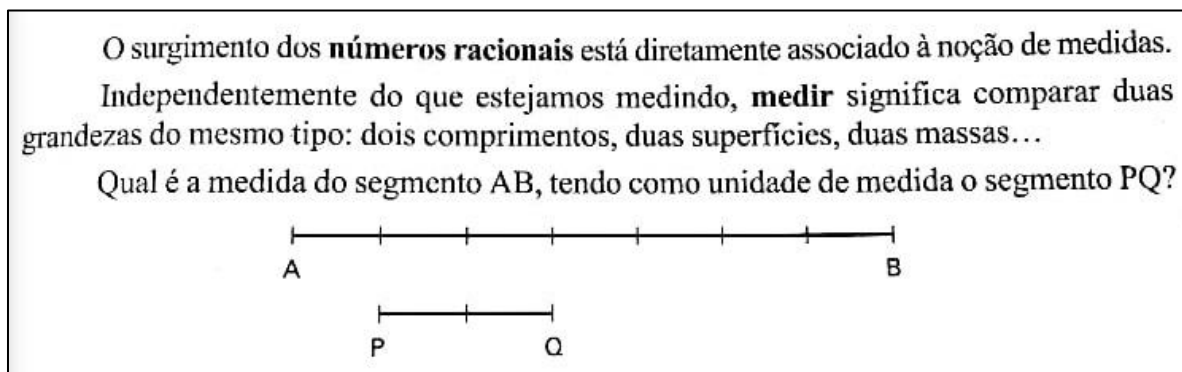 O surgimento dos números racionais está diretamente associado à noção de medidas.
Independentemente do que estejamos medindo, medir significa comparar duas
grandezas do mesmo tipo: dois comprimentos, duas superfícies, duas massas...
Qual é a medida do segmento AB, tendo como unidade de medida o segmento PQ?
A B
P Q